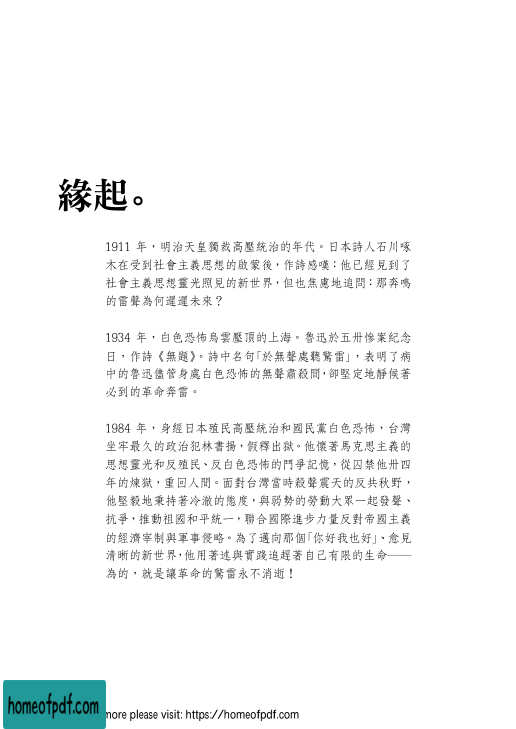 緣起。
1911 年，明治天皇獨裁高壓統治的年代。日本詩人石川啄
木在受到社會主義思想的啟蒙後，作詩感嘆：他已經見到了
社會主義思想靈光照見的新世界，但也焦慮地追問：那奔鳴
的雷聲為何遲遲未來？
1934 年，白色恐怖烏雲壓頂的上海。魯迅於五卅慘案紀念
日，作詩《無題》。詩中名句「於無聲處聽驚雷」，表明了病
中的魯迅儘管身處白色恐怖的無聲肅殺間，卻堅定地靜候著
必到的革命奔雷。
1984 年，身經日本殖民高壓統治和國民黨白色恐怖，台灣
坐牢最久的政治犯林書揚，假釋出獄。他懷著馬克思主義的
思想靈光和反殖民、反白色恐怖的鬥爭記憶，從囚禁他卅四
年的煉獄，重回人間。面對台灣當時殺聲震天的反共秋野，
他堅毅地秉持著冷澈的態度，與弱勢的勞動大眾一起發聲、
抗爭，推動祖國和平統一，聯合國際進步力量反對帝國主義
的經濟宰制與軍事侵略。為了邁向那個「你好我也好」、愈見
清晰的新世界，他用著述與實踐追趕著自己有限的生命——
為的，就是讓革命的驚雷永不消逝！
homeofpdf.com
more please visit: https://homeofpdf.com